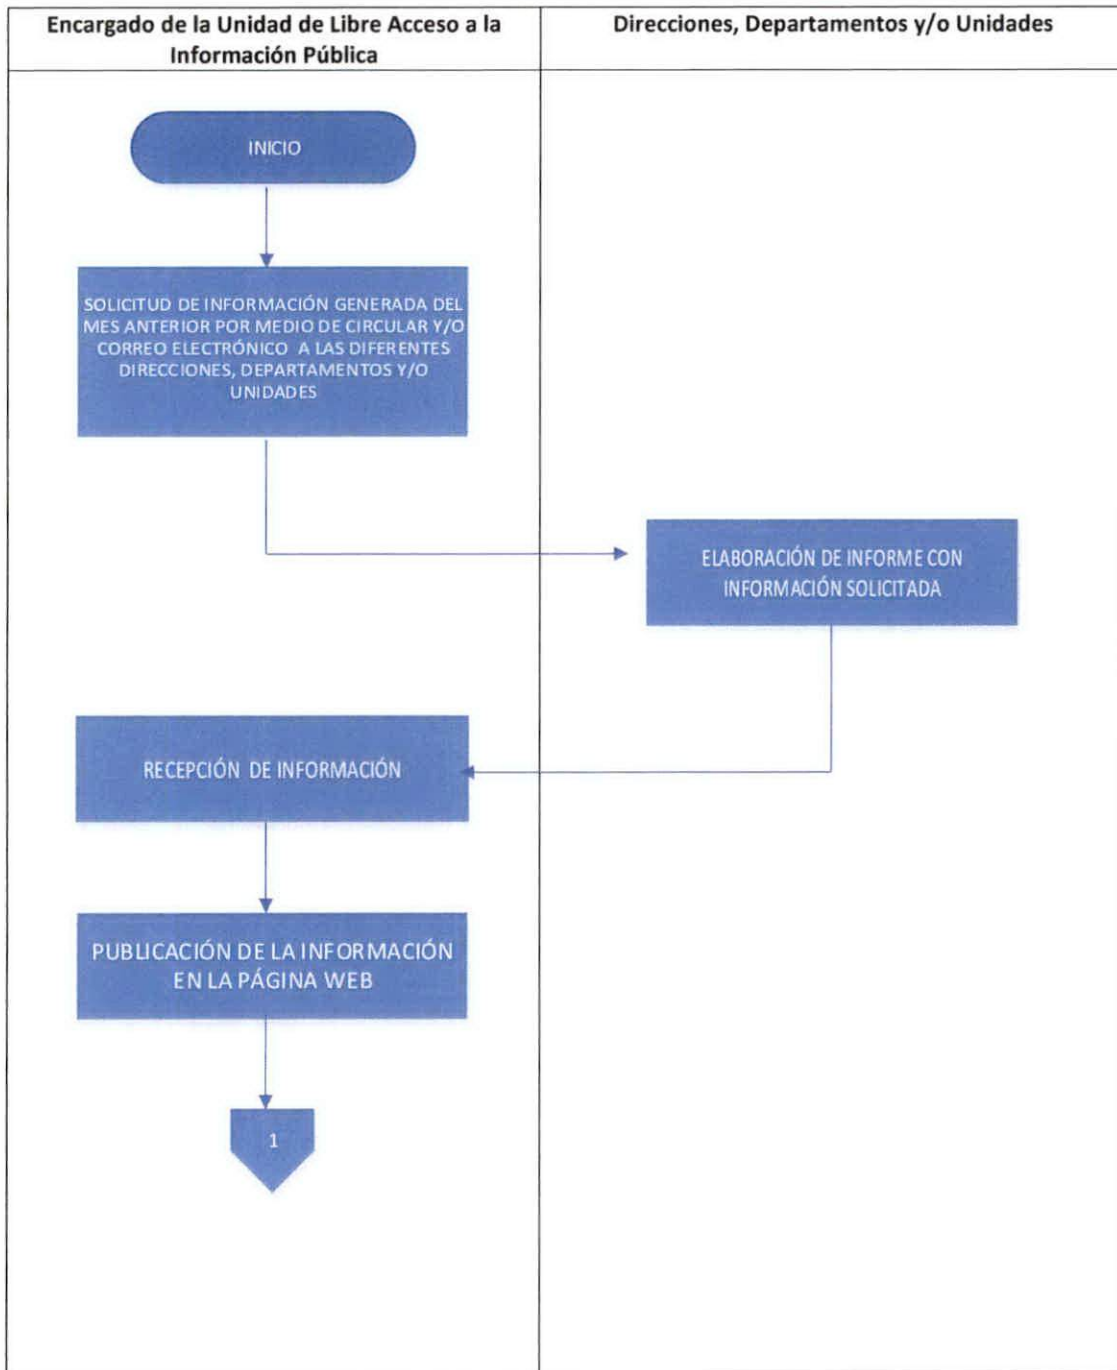 Encargado de la Unidad de Libre Acceso a la
Información Pública
Direcciones, Departamentos y/o Unidades
INICIO
SOLICITUD DE INFORMACIÓN GENERADA DEL
MES ANTERIOR POR MEDIO DE CIRCULAR Y/O
CORREO ELECTRÓNICO A LAS DIFERENTES
DIRECCIONES, DEPARTAMENTOS Y/O
UNIDADES
ELABORACIÓN DE INFORME CON
INFORMACIÓN SOLICITADA
RECEPCIÓN DE INFORMACIÓN
PUBLICACIÓN DE LA INFORMACIÓN
EN LA PÁGINA WEB
1